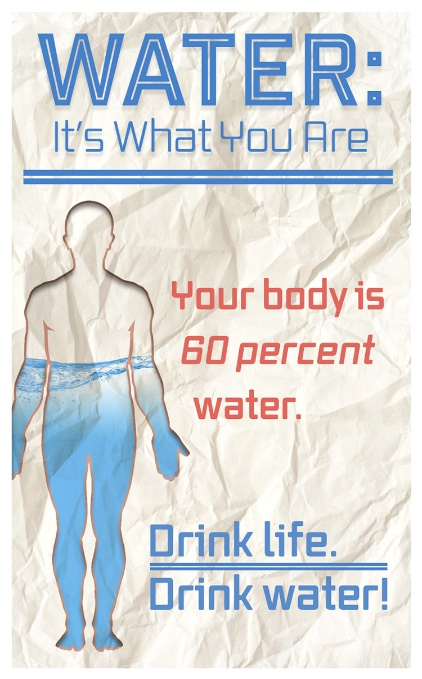 WATER:
It's What You Are
Your body is
60 percent
water.
Drink life.
Drink water!